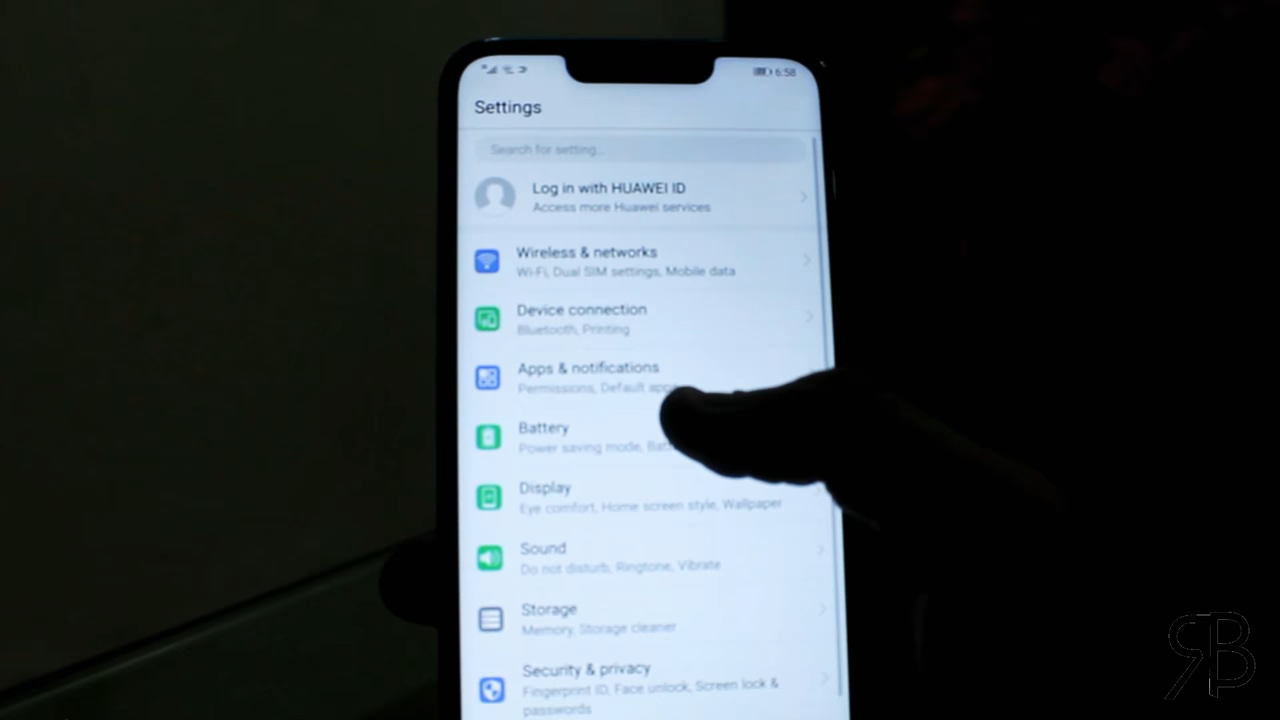 6:58
Settings
Search for setting...
Log in with HUAWEI ID
Access more Huawei services
Wireless & networks
Wi-Fi, Dual SIM settings, Mobile data
Device connection
Bluetooth, Printing
Apps & notifications
Permissions, Default apps
Battery
Power saving mode,
Display
Eye comfort, Home screen style, Wallpaper
Sound
Do not disturb, Ringtone, Vibrate
Storage
Memory, Storage cleaner
Security & privacy
Fingerprint ID, Face unlock, Screen lock &
passwords